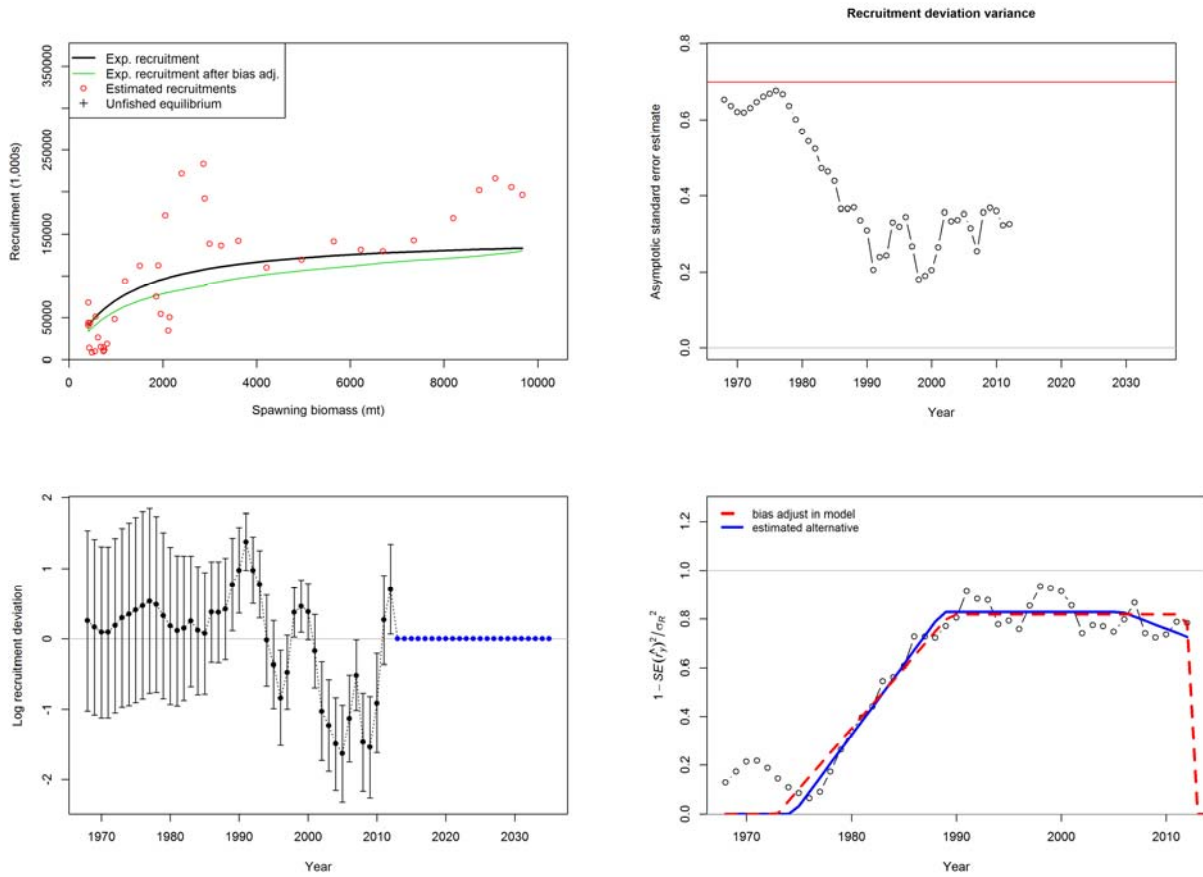 350000
250000
150000
100000
50000
0
Recruitment (1,000s)
Exp. recruitment
Exp. recruitment after bias adj.
Estimated recruitments
Unfished equilibrium
0 2000 4000 6000 8000 10000
Spawning biomass (mt)
Recruitment deviation variance
0.8
0.6
0.4
0.2
0.0
Asymptotic standard error estimate
1970 1980 1990 2000 2010 2020 2030
Year
2
1
0
-1
-2
Log recruitment deviation
1970 1980 1990 2000 2010 2020 2030
Year
1.2
1.0
0.8
0.6
0.4
0.2
0.0
1 − SE(r̂y)²/σR²
bias adjust in model
estimated alternative
1970 1980 1990 2000 2010
Year